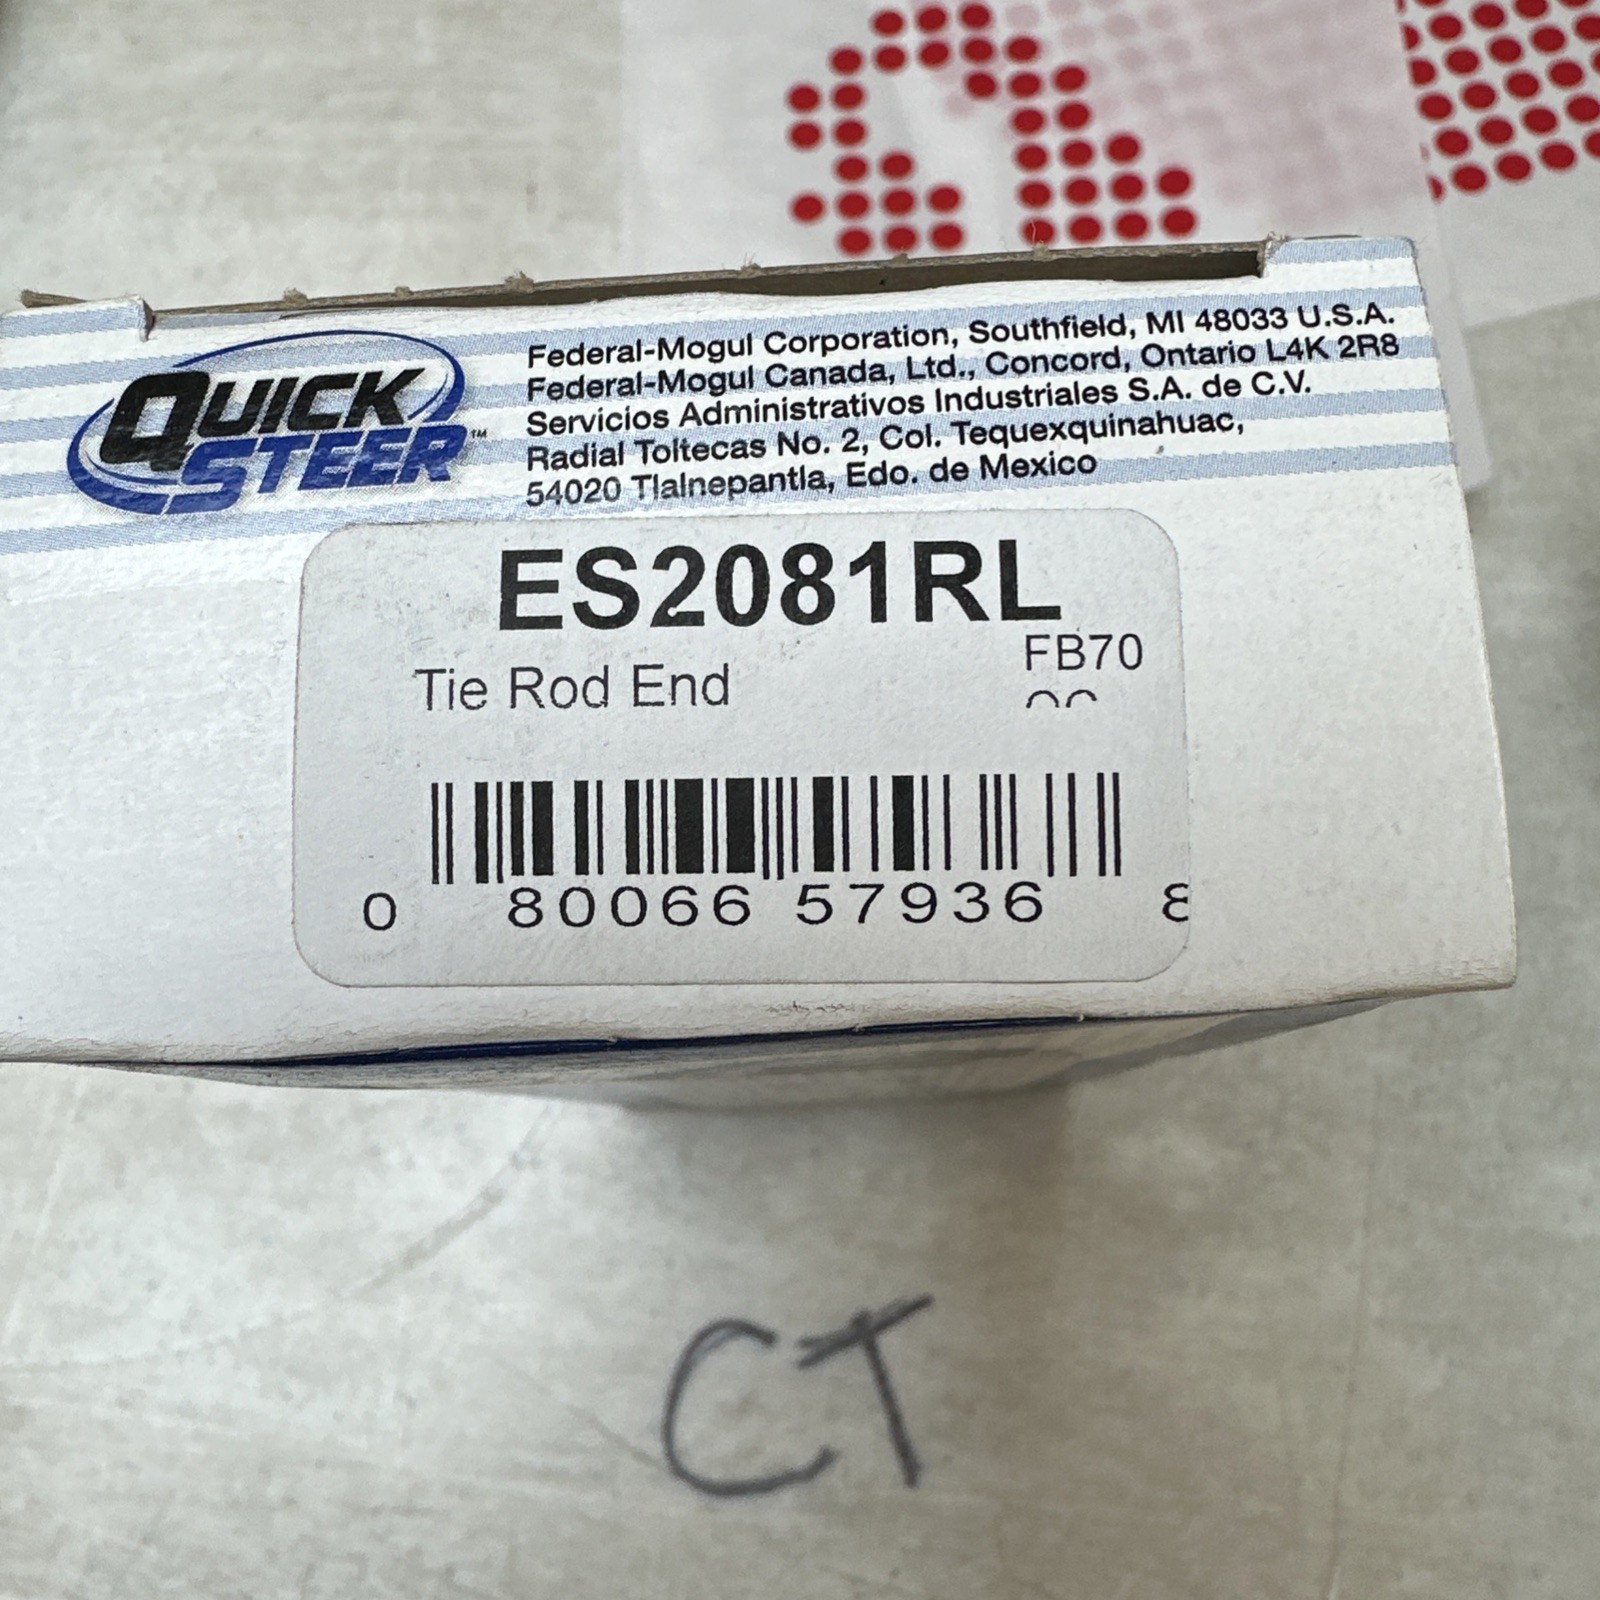 QUICK
STEER™
Federal-Mogul Corporation, Southfield, MI 48033 U.S.A.
Federal-Mogul Canada, Ltd., Concord, Ontario L4K 2R8
Servicios Administrativos Industriales S.A. de C.V.
Radial Toltecas No. 2, Col. Tequexquinahuac,
54020 Tlalnepantla, Edo. de Mexico
ES2081RL
Tie Rod End
FB70
0 80066 57936 8
CT